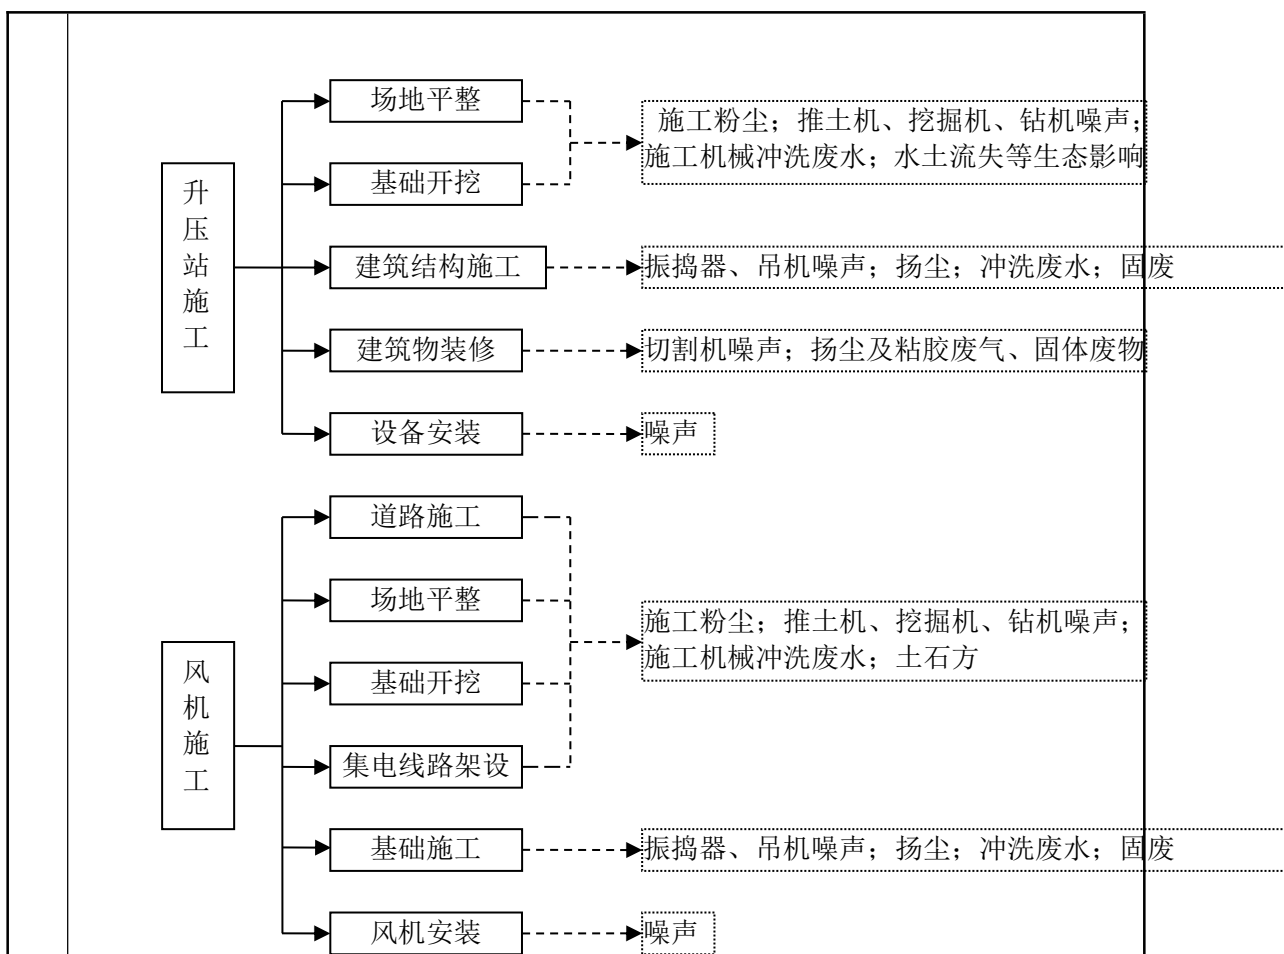 场地平整
施工粉尘；推土机、挖掘机、钻机噪声；
施工机械冲洗废水；水土流失等生态影响
基础开挖
升压站施工
建筑结构施工
振捣器、吊机噪声；扬尘；冲洗废水；固废
建筑物装修
切割机噪声；扬尘及粘胶废气、固体废物
设备安装
噪声
道路施工
场地平整
施工粉尘；推土机、挖掘机、钻机噪声；
施工机械冲洗废水；土石方
基础开挖
风机施工
集电线路架设
基础施工
振捣器、吊机噪声；扬尘；冲洗废水；固废
风机安装
噪声